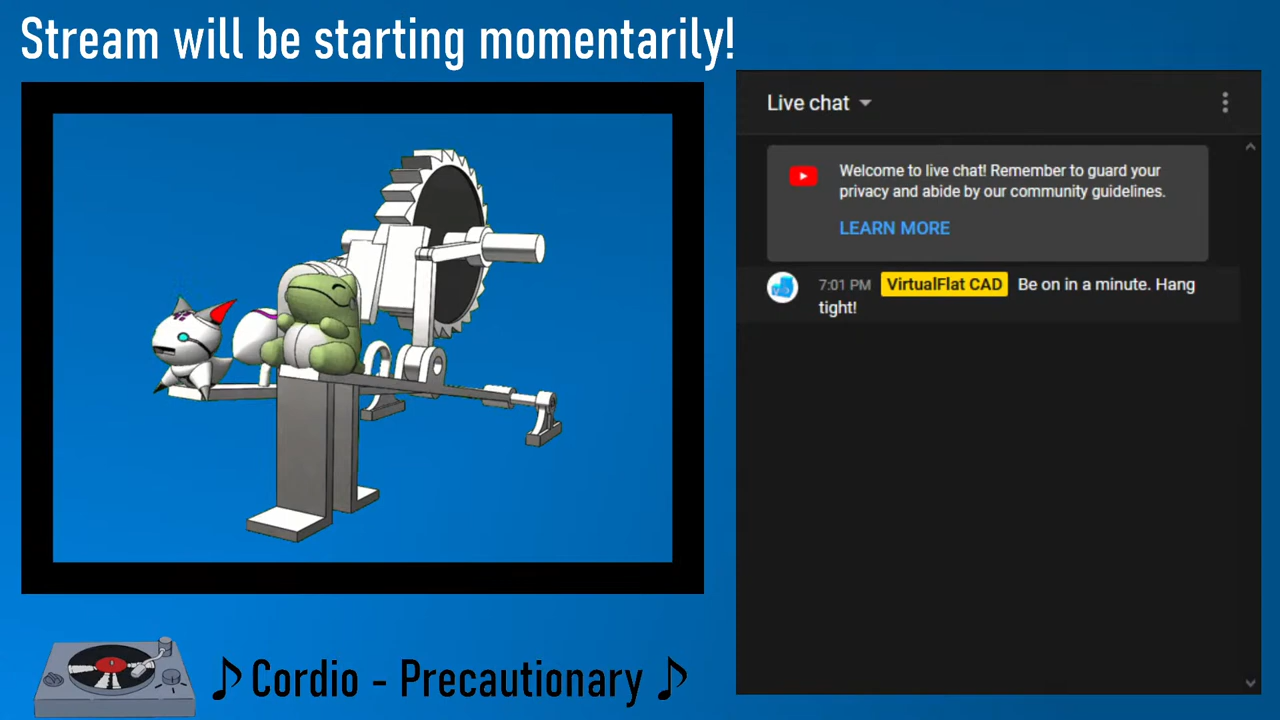 Stream will be starting momentarily!
Live chat
Welcome to live chat! Remember to guard your
privacy and abide by our community guidelines.
LEARN MORE
7:01 PM VirtualFlat CAD Be on in a minute. Hang
tight!
♪ Cordio - Precautionary ♪